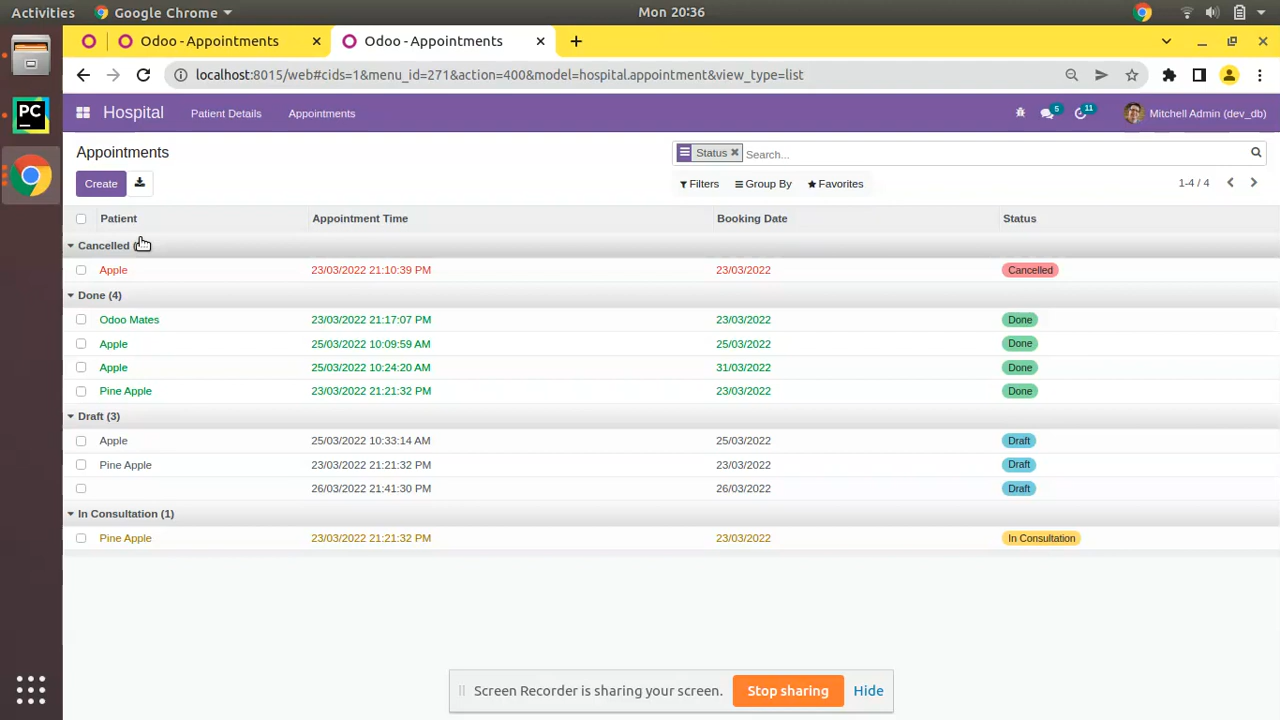 Activities Google Chrome Mon 20:36
Odoo - Appointments Odoo - Appointments
localhost:8015/web#cids=1&menu_id=271&action=400&model=hospital.appointment&view_type=list
PC
Hospital Patient Details Appointments 5 11 Mitchell Admin (dev_db)
Appointments Status Search...
Create Filters Group By Favorites 1-4 / 4
Patient Appointment Time Booking Date Status
Cancelled
Apple 23/03/2022 21:10:39 PM 23/03/2022 Cancelled
Done (4)
Odoo Mates 23/03/2022 21:17:07 PM 23/03/2022 Done
Apple 25/03/2022 10:09:59 AM 25/03/2022 Done
Apple 25/03/2022 10:24:20 AM 31/03/2022 Done
Pine Apple 23/03/2022 21:21:32 PM 23/03/2022 Done
Draft (3)
Apple 25/03/2022 10:33:14 AM 25/03/2022 Draft
Pine Apple 23/03/2022 21:21:32 PM 23/03/2022 Draft
26/03/2022 21:41:30 PM 26/03/2022 Draft
In Consultation (1)
Pine Apple 23/03/2022 21:21:32 PM 23/03/2022 In Consultation
Screen Recorder is sharing your screen. Stop sharing Hide